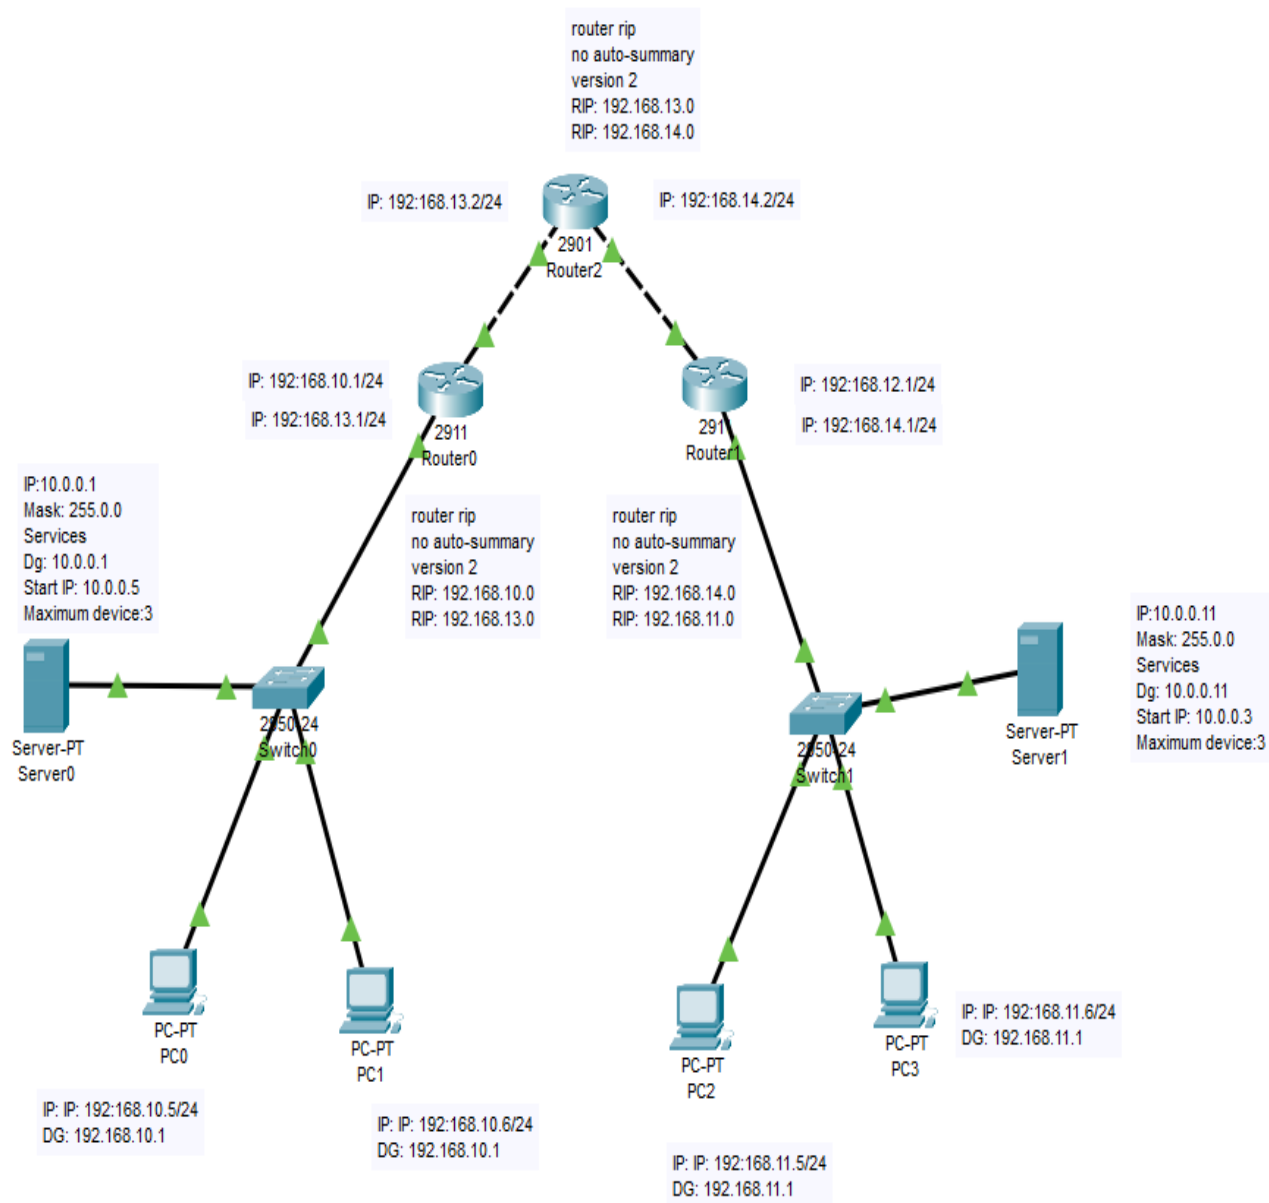 router rip
no auto-summary
version 2
RIP: 192.168.13.0
RIP: 192.168.14.0
IP: 192:168.13.2/24
IP: 192:168.14.2/24
2901
Router2
IP: 192:168.10.1/24
IP: 192:168.13.1/24
2911
Router0
291
Router1
IP: 192:168.12.1/24
IP: 192:168.14.1/24
IP:10.0.0.1
Mask: 255.0.0
Services
Dg: 10.0.0.1
Start IP: 10.0.0.5
Maximum device:3
router rip
no auto-summary
version 2
RIP: 192.168.10.0
RIP: 192.168.13.0
router rip
no auto-summary
version 2
RIP: 192.168.14.0
RIP: 192.168.11.0
IP:10.0.0.11
Mask: 255.0.0
Services
Dg: 10.0.0.11
Start IP: 10.0.0.3
Maximum device:3
Server-PT
Server0
2950-24
Switch0
2950-24
Switch1
Server-PT
Server1
PC-PT
PC0
PC-PT
PC1
PC-PT
PC2
PC-PT
PC3
IP: IP: 192:168.11.6/24
DG: 192.168.11.1
IP: IP: 192:168.10.5/24
DG: 192.168.10.1
IP: IP: 192:168.10.6/24
DG: 192.168.10.1
IP: IP: 192:168.11.5/24
DG: 192.168.11.1